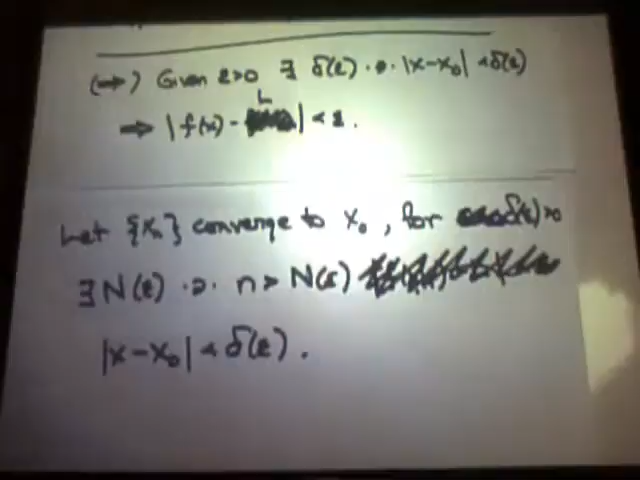 (⇒) Given ε>0 ∃ δ(ε) ·∋· |x-x₀| < δ(ε)
⇒ |f(x) - L| < ε.
Let {xₙ} converge to x₀, for δ(ε)>0
∃ N(ε) ·∋· n > N(ε)
|x-x₀| < δ(ε).